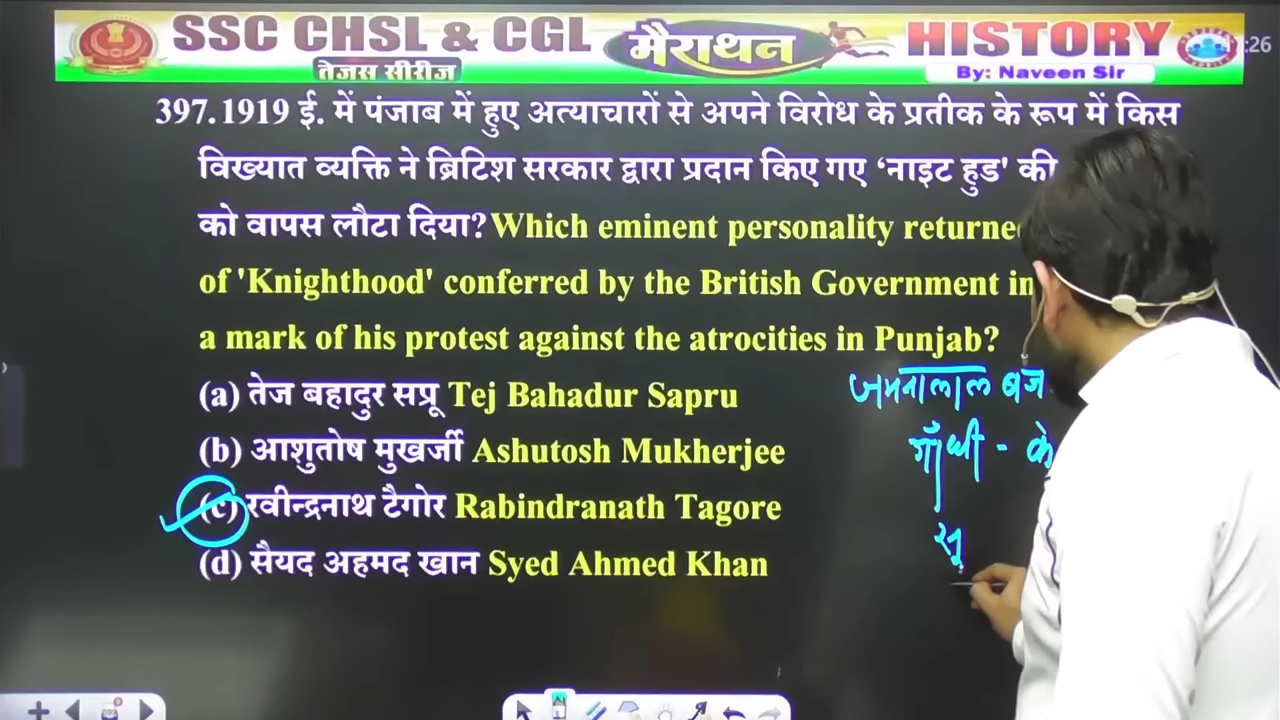 SSC CHSL & CGL मैराथन HISTORY :26
तेजस सीरीज By: Naveen Sir
397.1919 ई. में पंजाब में हुए अत्याचारों से अपने विरोध के प्रतीक के रूप में किस
विख्यात व्यक्ति ने ब्रिटिश सरकार द्वारा प्रदान किए गए ‘नाइट हुड' की
को वापस लौटा दिया? Which eminent personality returne
of 'Knighthood' conferred by the British Government in
a mark of his protest against the atrocities in Punjab?
(a) तेज बहादुर सप्रू Tej Bahadur Sapru
(b) आशुतोष मुखर्जी Ashutosh Mukherjee
(c) रवीन्द्रनाथ टैगोर Rabindranath Tagore
(d) सैयद अहमद खान Syed Ahmed Khan
जमनालाल बज
गाँधी - के
सू